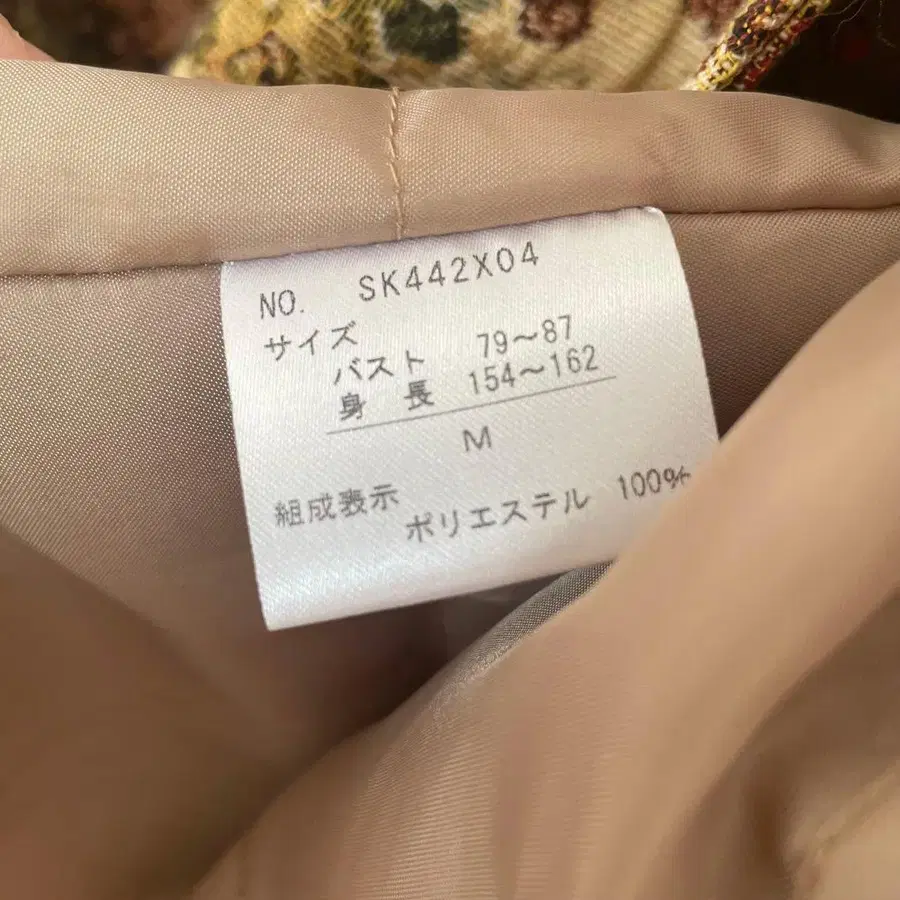 NO. SK442X04
サイズ
バスト 79～87
身 長 154～162
M
組成表示
ポリエステル 100%